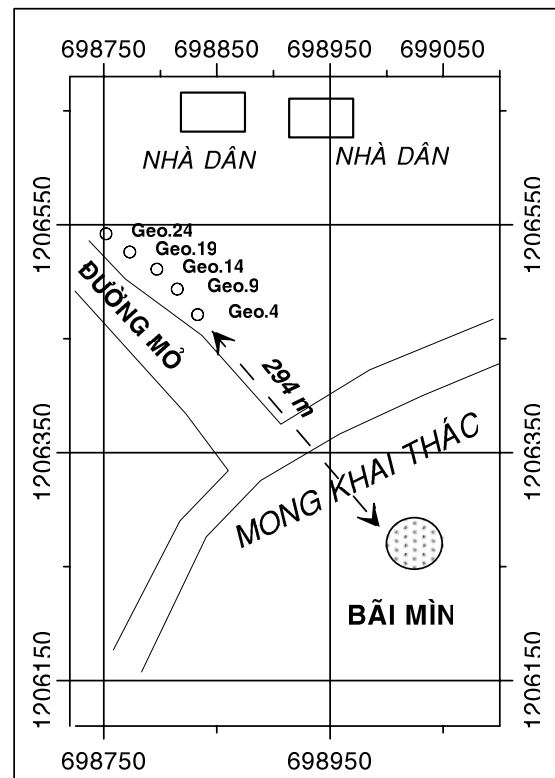 698750 698850 698950 699050
NHÀ DÂN
NHÀ DÂN
1206550
Geo.24
Geo.19
Geo.14
Geo.9
Geo.4
ĐƯỜNG MỎ
294 m
1206550
1206350
1206350
MONG KHAI THÁC
BÃI MÌN
1206150
1206150
698750 698950